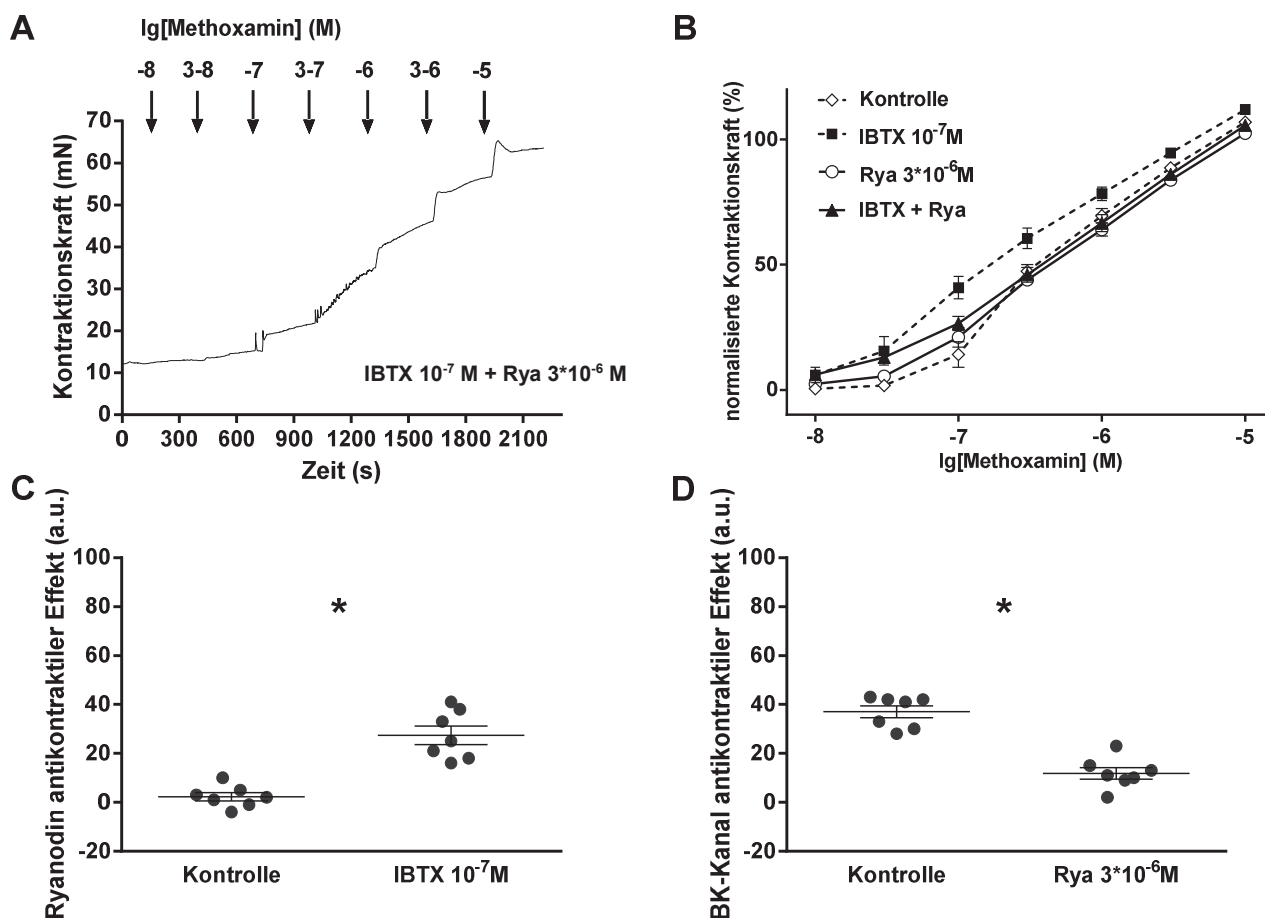 A
lg[Methoxamin] (M)
-8 3-8 -7 3-7 -6 3-6 -5
Kontraktionskraft (mN)
70
60
50
40
30
20
10
0
IBTX 10⁻⁷ M + Rya 3*10⁻⁶ M
0 300 600 900 1200 1500 1800 2100
Zeit (s)
B
normalisierte Kontraktionskraft (%)
Kontrolle
IBTX 10⁻⁷M
Rya 3*10⁻⁶M
IBTX + Rya
100
50
0
-8 -7 -6 -5
lg[Methoxamin] (M)
C
Ryanodin antikontraktiler Effekt (a.u.)
100
80
60
40
20
0
-20
*
Kontrolle IBTX 10⁻⁷M
D
BK-Kanal antikontraktiler Effekt (a.u.)
100
80
60
40
20
0
-20
*
Kontrolle Rya 3*10⁻⁶M